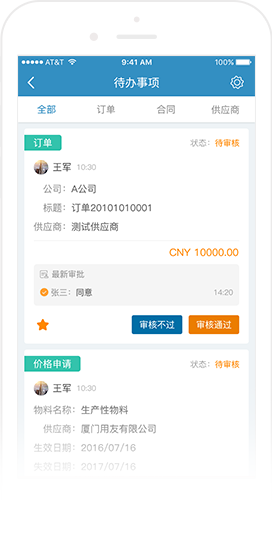 AT&T 9:41 AM 100%
待办事项
全部 订单 合同 供应商
订单 状态: 待审核
王军 10:30
公司: A公司
标题: 订单20101010001
供应商: 测试供应商
CNY 10000.00
最新审批
张三: 同意 14:20
审核不过 审核通过
价格申请 状态: 待审核
王军 10:30
物料名称: 生产性物料
供应商: 厦门用友有限公司
生效日期: 2016/07/16
失效日期: 2017/07/16